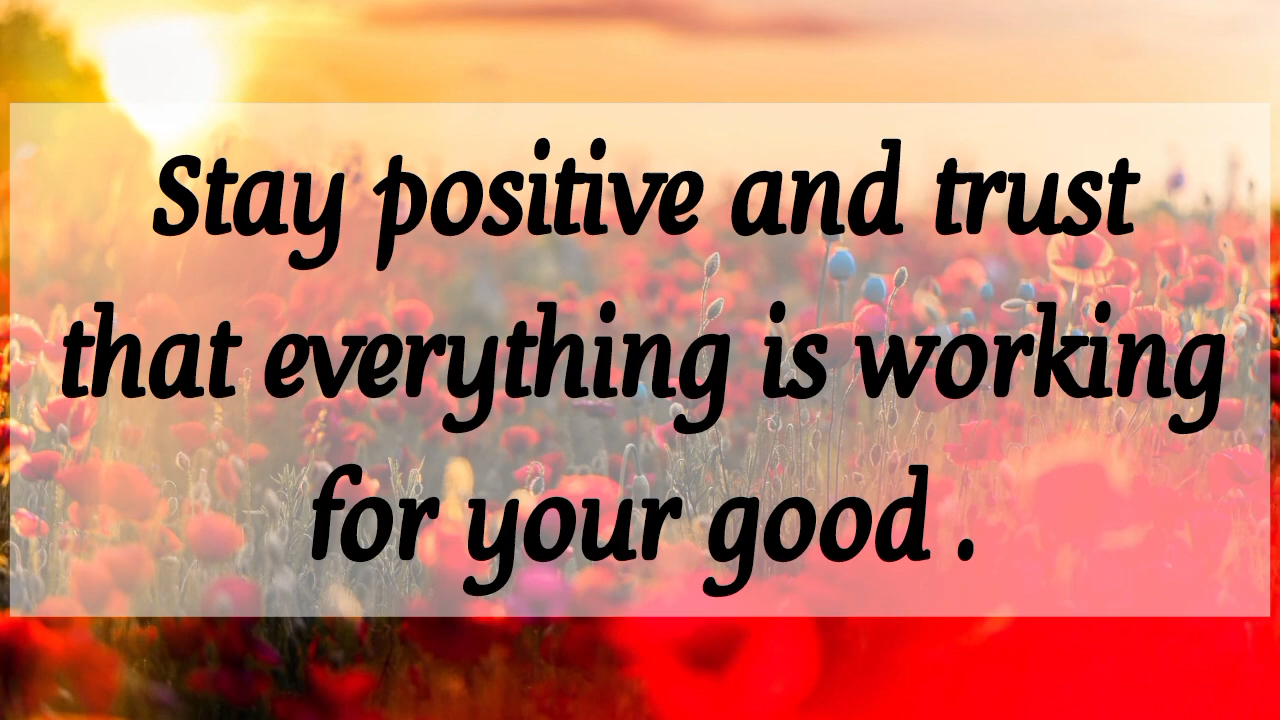 Stay positive and trust
that everything is working
for your good .